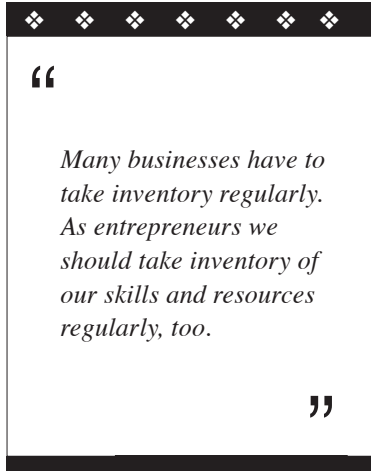 ❖ ❖ ❖ ❖ ❖ ❖ ❖
“
Many businesses have to
take inventory regularly.
As entrepreneurs we
should take inventory of
our skills and resources
regularly, too.
”